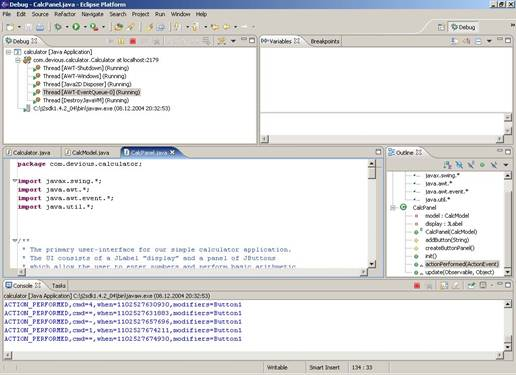 Debug - CalcPanel.java - Eclipse Platform
File Edit Source Refactor Navigate Search Project Run Window Help
Debug
Debug
calculator [Java Application]
com.devious.calculator.Calculator at localhost:2179
Thread [AWT-Shutdown] (Running)
Thread [AWT-Windows] (Running)
Thread [Java2D Disposer] (Running)
Thread [AWT-EventQueue-0] (Running)
Thread [DestroyJavaVM] (Running)
C:\j2sdk1.4.2_04\bin\javaw.exe (08.12.2004 20:32:53)
Variables Breakpoints
Calculator.java CalcModel.java CalcPanel.java
package com.devious.calculator;
import javax.swing.*;
import java.awt.*;
import java.awt.event.*;
import java.util.*;
/**
* The primary user-interface for our simple calculator application.
* The UI consists of a JLabel "display" and a panel of JButtons
* which allow the user to enter numbers and perform basic arithmetic
Outline
javax.swing.*
java.awt.*
java.awt.event.*
java.util.*
CalcPanel
model : CalcModel
display : JLabel
CalcPanel(CalcModel)
addButton(String)
createButtonPanel()
init()
actionPerformed(ActionEvent)
update(Observable, Object)
Console Tasks
calculator [Java Application] C:\j2sdk1.4.2_04\bin\javaw.exe (08.12.2004 20:32:53)
ACTION_PERFORMED,cmd=4,when=1102527630930,modifiers=Button1
ACTION_PERFORMED,cmd==,when=1102527631883,modifiers=Button1
ACTION_PERFORMED,cmd=-,when=1102527657696,modifiers=Button1
ACTION_PERFORMED,cmd=1,when=1102527674211,modifiers=Button1
ACTION_PERFORMED,cmd==,when=1102527674930,modifiers=Button1
Writable Smart Insert 134 : 33